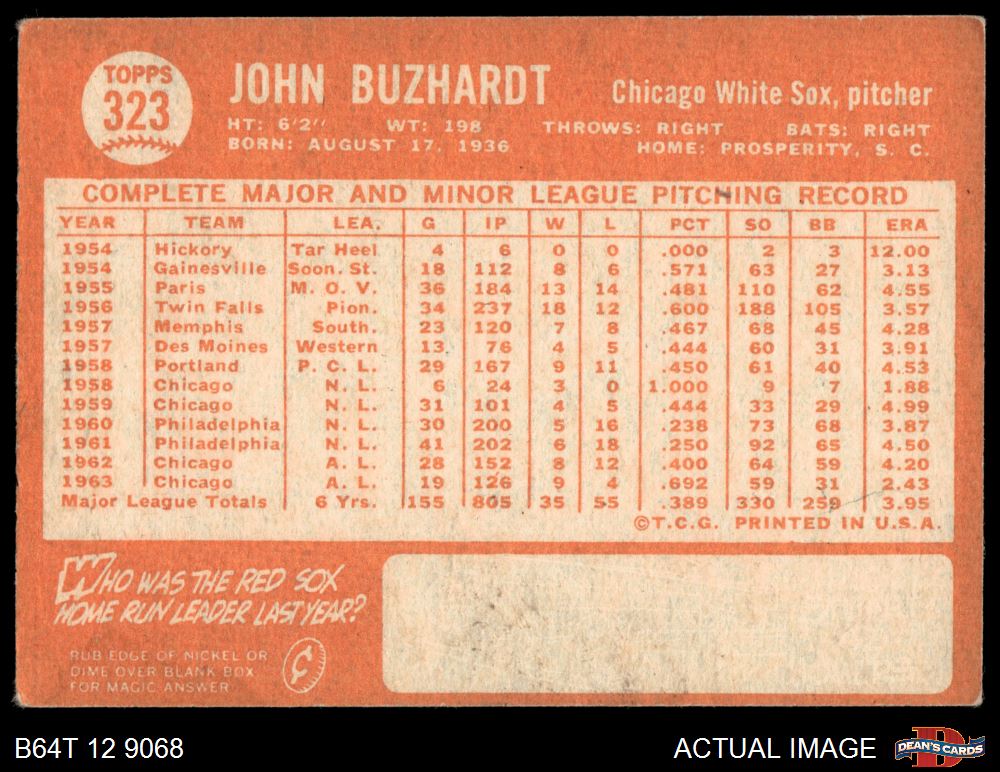 TOPPS
323
JOHN BUZHARDT
Chicago White Sox, pitcher
HT: 6'2'' WT: 198 THROWS: RIGHT BATS: RIGHT
BORN: AUGUST 17, 1936 HOME: PROSPERITY, S. C.
COMPLETE MAJOR AND MINOR LEAGUE PITCHING RECORD
YEAR TEAM LEA. G IP W L PCT SO BB ERA
1954 Hickory Tar Heel 4 6 0 0 .000 2 3 12.00
1954 Gainesville Soon. St. 18 112 8 6 .571 63 27 3.13
1955 Paris M. O. V. 36 184 13 14 .481 110 62 4.55
1956 Twin Falls Pion. 34 237 18 12 .600 188 105 3.57
1957 Memphis South. 23 120 7 8 .467 68 45 4.28
1957 Des Moines Western 13 76 4 5 .444 60 31 3.91
1958 Portland P. C. L. 29 167 9 11 .450 61 40 4.53
1958 Chicago N. L. 6 24 3 0 1.000 9 7 1.88
1959 Chicago N. L. 31 101 4 5 .444 33 29 4.99
1960 Philadelphia N. L. 30 200 5 16 .238 73 68 3.87
1961 Philadelphia N. L. 41 202 6 18 .250 92 65 4.50
1962 Chicago A. L. 28 152 8 12 .400 64 59 4.20
1963 Chicago A. L. 19 126 9 4 .692 59 31 2.43
Major League Totals 6 Yrs. 155 805 35 55 .389 330 259 3.95
©T.C.G. PRINTED IN U.S.A.
WHO WAS THE RED SOX
HOME RUN LEADER LAST YEAR?
RUB EDGE OF NICKEL OR
DIME OVER BLANK BOX
FOR MAGIC ANSWER
¢
B64T 12 9068
ACTUAL IMAGE
D
DEAN'S CARDS